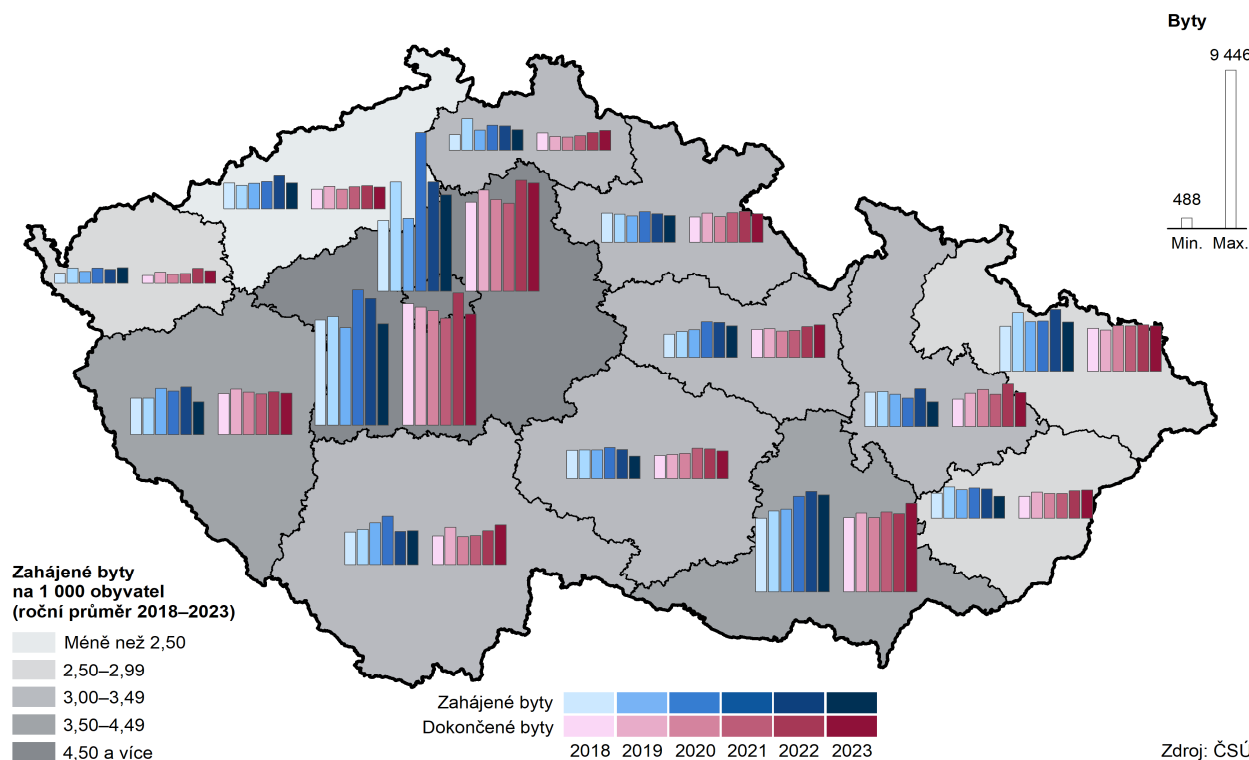 Byty
9 446
488
Min. Max.
Zahájené byty
na 1 000 obyvatel
(roční průměr 2018–2023)
Méně než 2,50
2,50–2,99
3,00–3,49
3,50–4,49
4,50 a více
Zahájené byty
Dokončené byty
2018 2019 2020 2021 2022 2023
Zdroj: ČSÚ